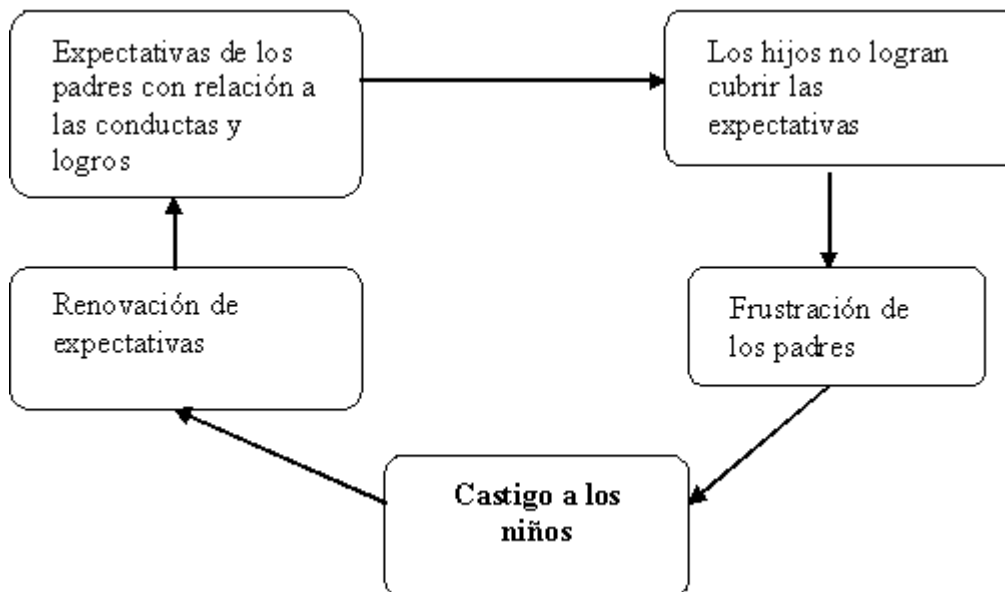 Expectativas de los
padres con relación a
las conductas y
logros
Los hijos no logran
cubrir las
expectativas
Renovación de
expectativas
Frustración de
los padres
Castigo a los
niños